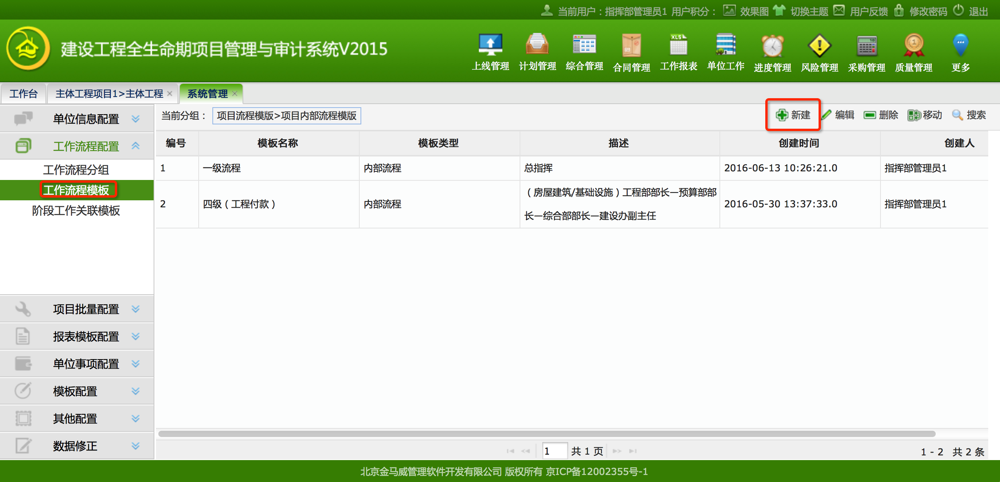 当前用户：指挥部管理员1 用户积分： 效果图 切换主题 用户反馈 修改密码 退出
建设工程全生命期项目管理与审计系统V2015
XLS
上线管理 计划管理 综合管理 合同管理 工作报表 单位工作 进度管理 风险管理 采购管理 质量管理 更多
工作台 主体工程项目1>主体工程 系统管理
当前分组： 项目流程模版>项目内部流程模版 新建 编辑 删除 移动 搜索
单位信息配置
工作流程配置
工作流程分组
工作流程模板
阶段工作关联模板
项目批量配置
报表模板配置
单位事项配置
模板配置
其他配置
数据修正
编号 模板名称 模板类型 描述 创建时间 创建人
1 一级流程 内部流程 总指挥 2016-06-13 10:26:21.0 指挥部管理员1
2 四级（工程付款） 内部流程 （房屋建筑/基础设施）工程部部长—预算部部 2016-05-30 13:37:33.0 指挥部管理员1
长—综合部部长—建设办副主任
1 共 1 页 1 - 2 共 2 条
北京金马威管理软件开发有限公司 版权所有 京ICP备12002355号-1